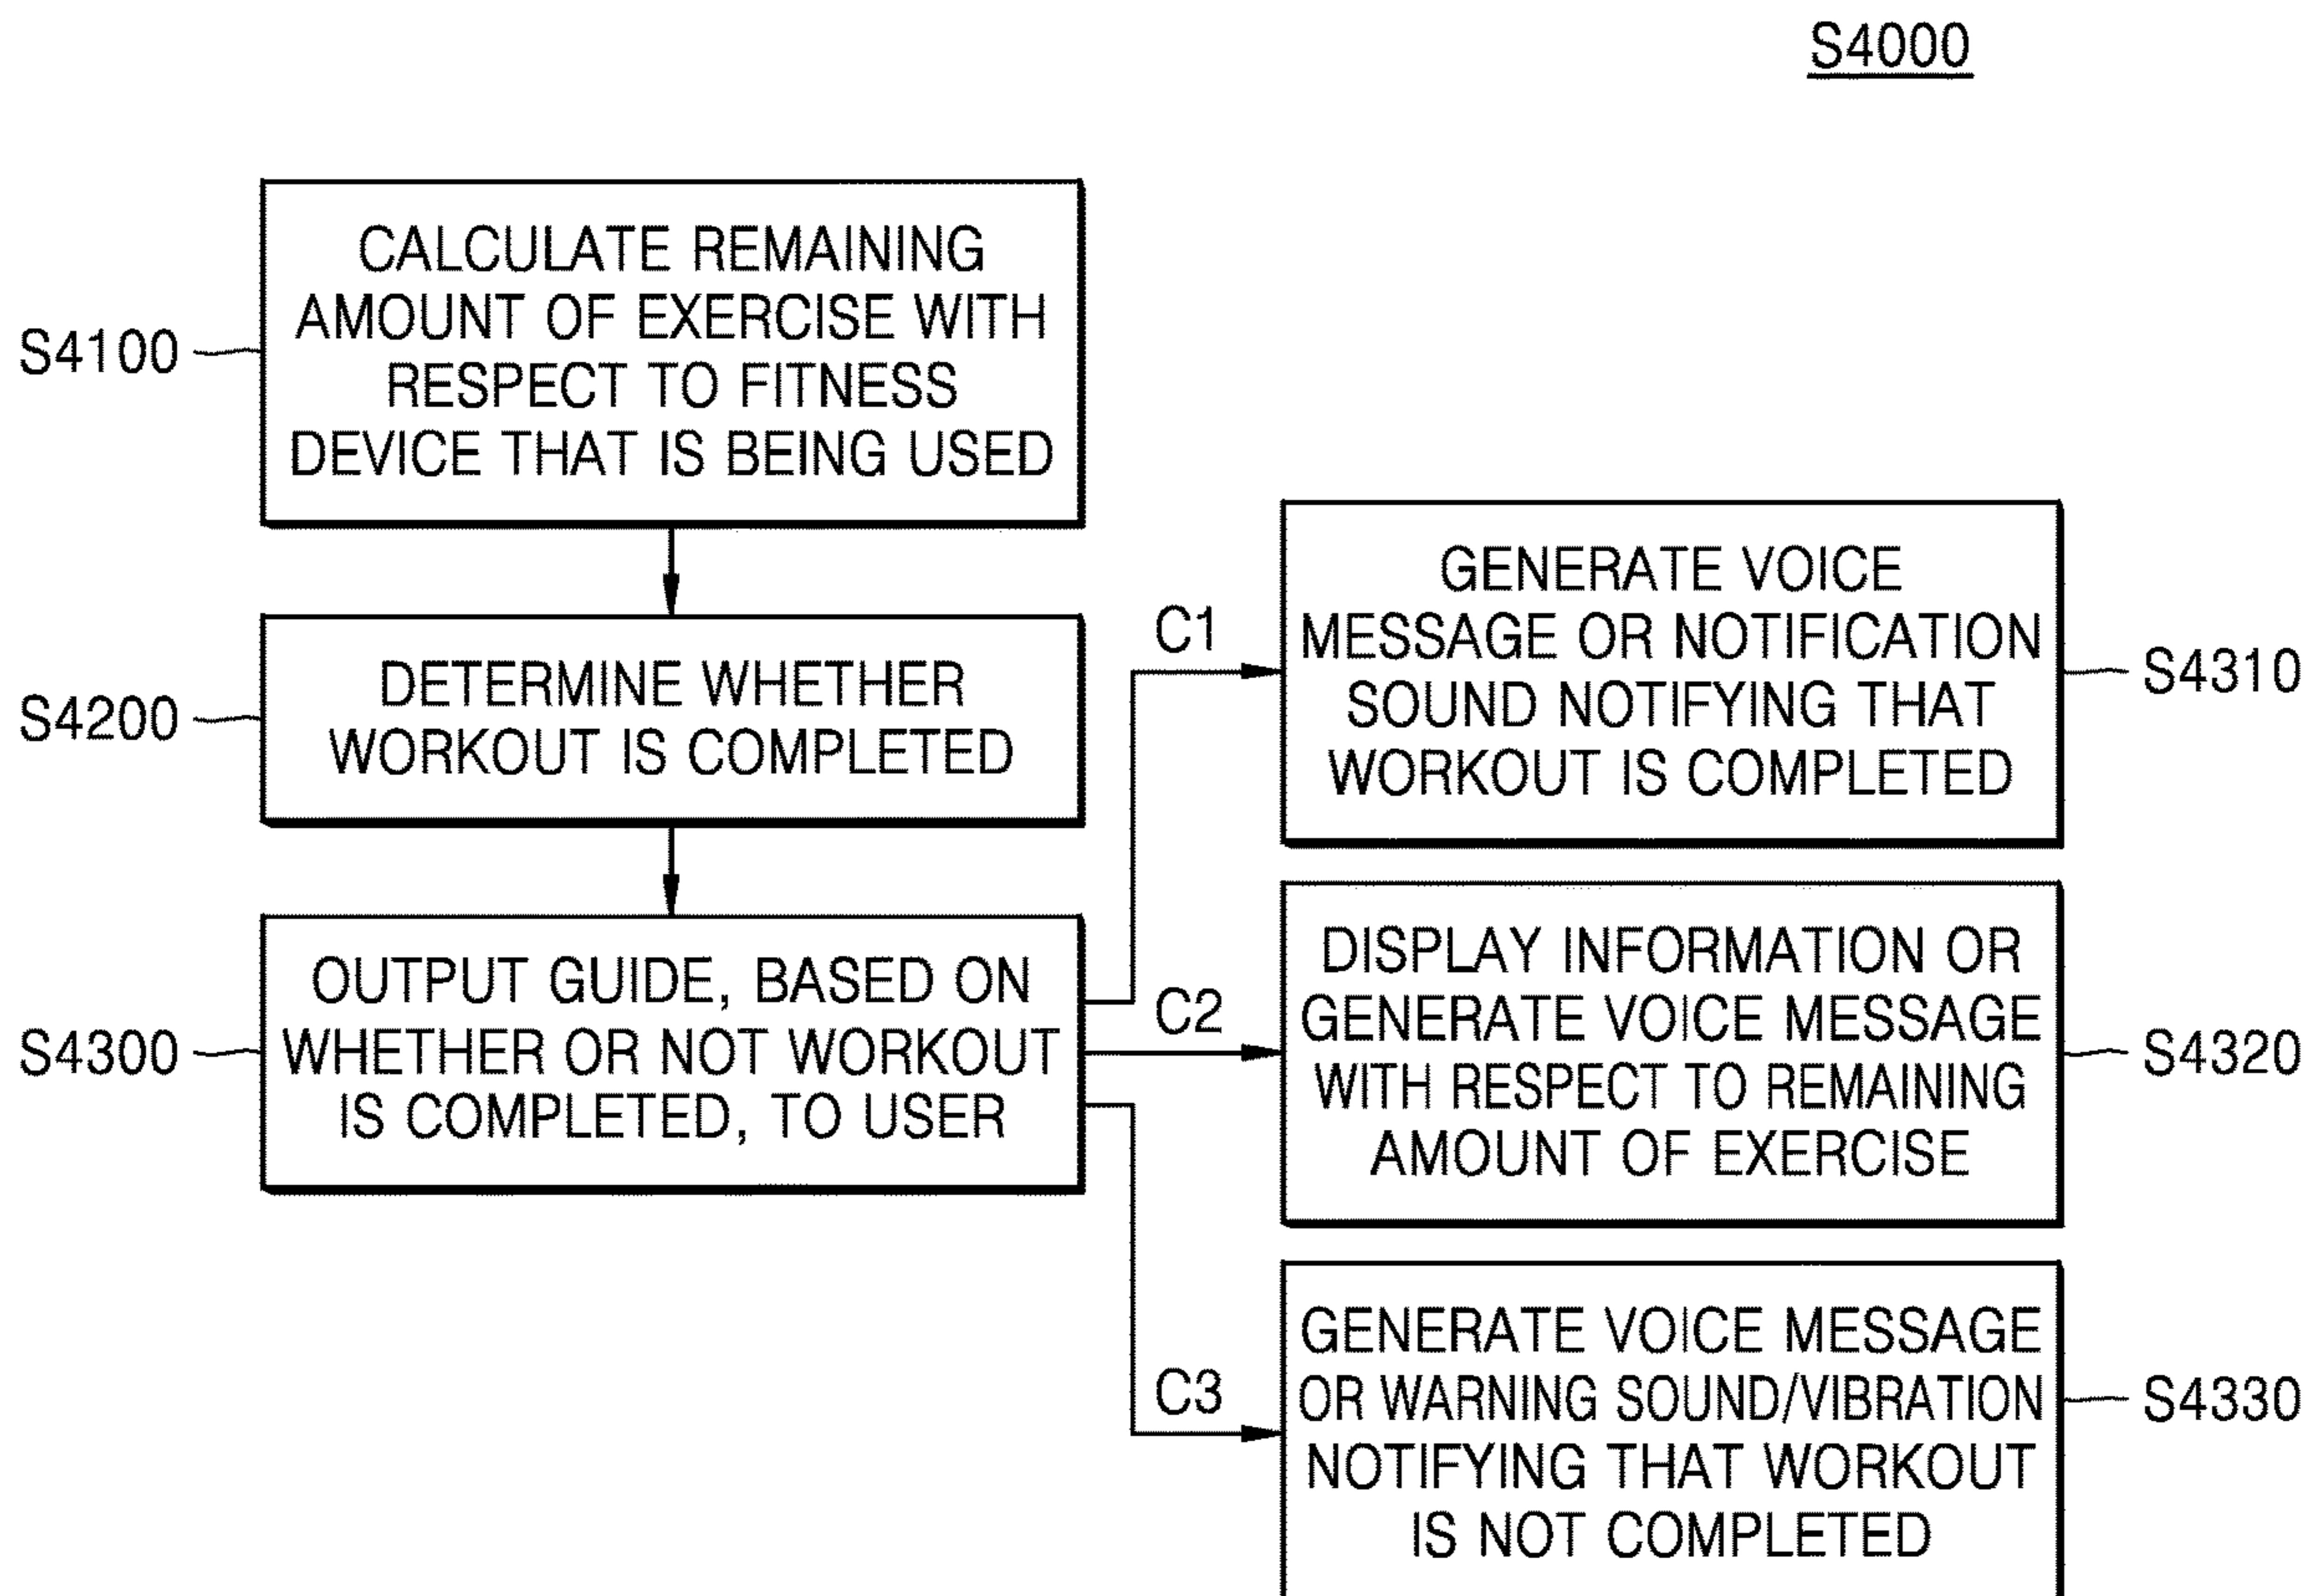 S4000
S4100
CALCULATE REMAINING
AMOUNT OF EXERCISE WITH
RESPECT TO FITNESS
DEVICE THAT IS BEING USED
S4200
DETERMINE WHETHER
WORKOUT IS COMPLETED
S4300
OUTPUT GUIDE, BASED ON
WHETHER OR NOT WORKOUT
IS COMPLETED, TO USER
C1
GENERATE VOICE
MESSAGE OR NOTIFICATION
SOUND NOTIFYING THAT
WORKOUT IS COMPLETED
S4310
C2
DISPLAY INFORMATION OR
GENERATE VOICE MESSAGE
WITH RESPECT TO REMAINING
AMOUNT OF EXERCISE
S4320
C3
GENERATE VOICE MESSAGE
OR WARNING SOUND/VIBRATION
NOTIFYING THAT WORKOUT
IS NOT COMPLETED
S4330